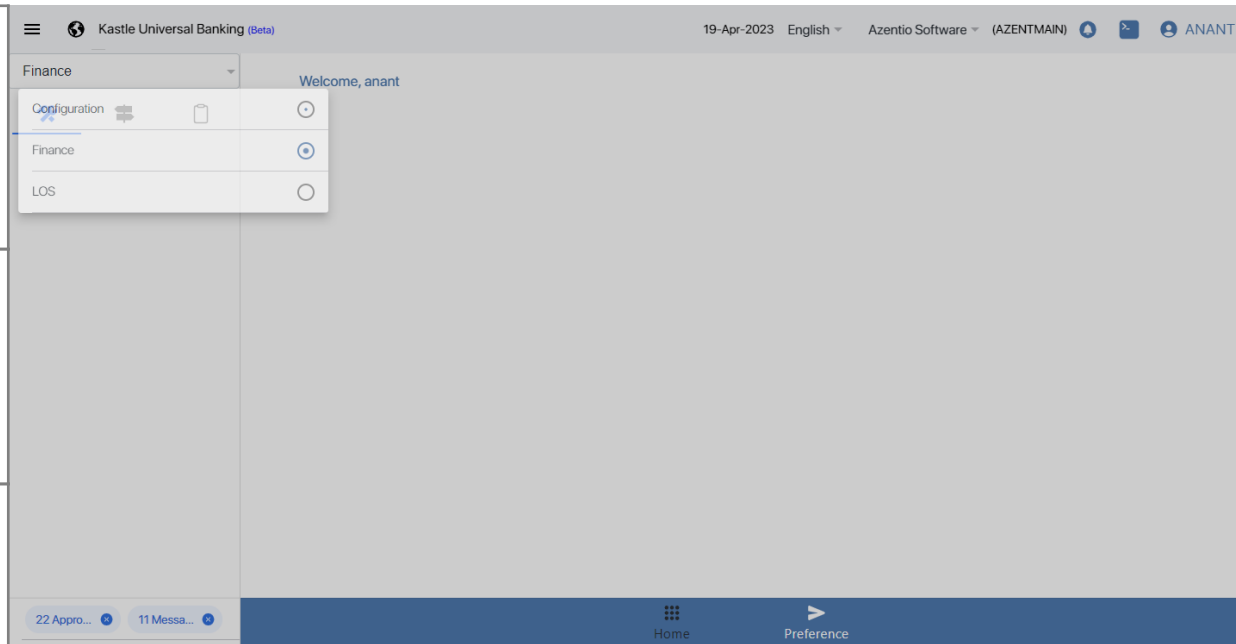 Kastle Universal Banking (Beta) 19-Apr-2023 English Azentio Software (AZENTMAIN) ANANT
Finance
Welcome, anant
Configuration
Finance
LOS
22 Appro... 11 Messa...
Home Preference